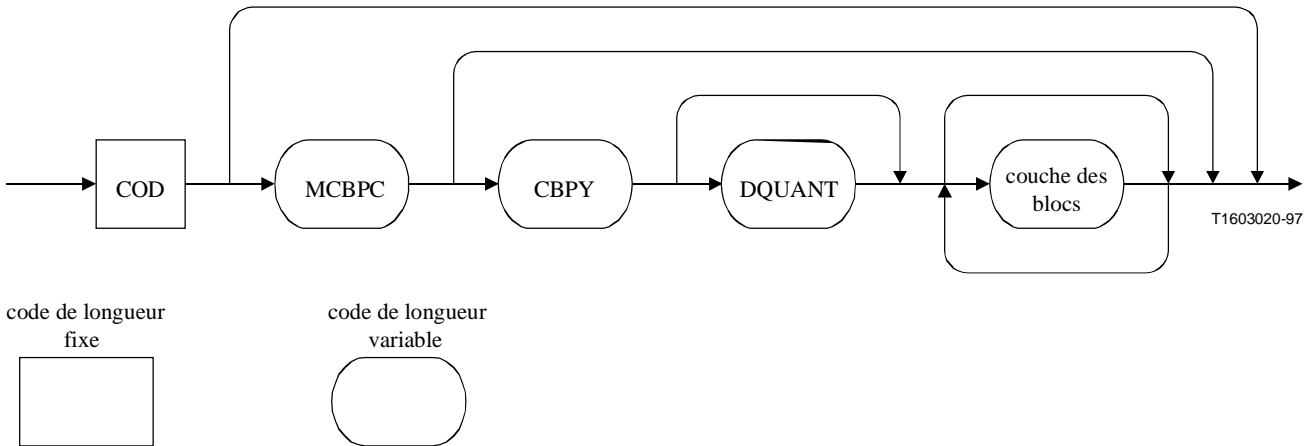 COD
MCBPC
CBPY
DQUANT
couche des
blocs
T1603020-97
code de longueur
fixe
code de longueur
variable